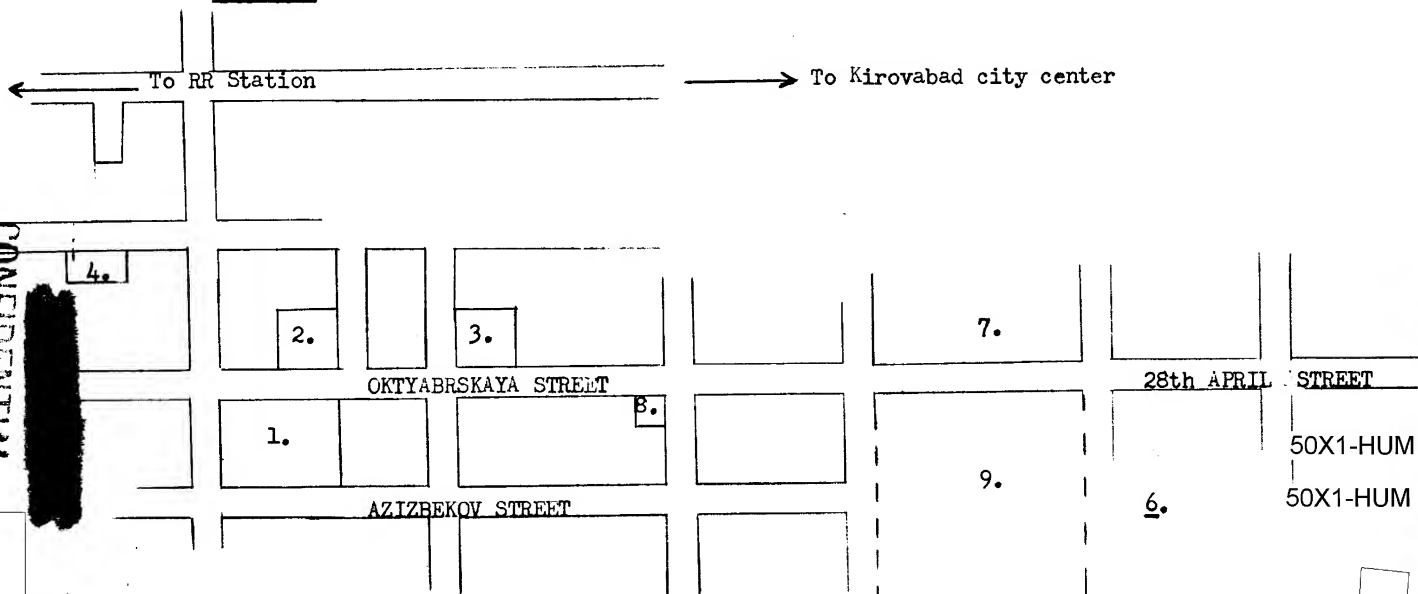 To RR Station
To Kirovabad city center
CONFIDENTIAL
4.
2.
3.
7.
OKTYABRSKAYA STREET
28th APRIL STREET
8.
1.
50X1-HUM
9.
6.
50X1-HUM
AZIZBEKOV STREET